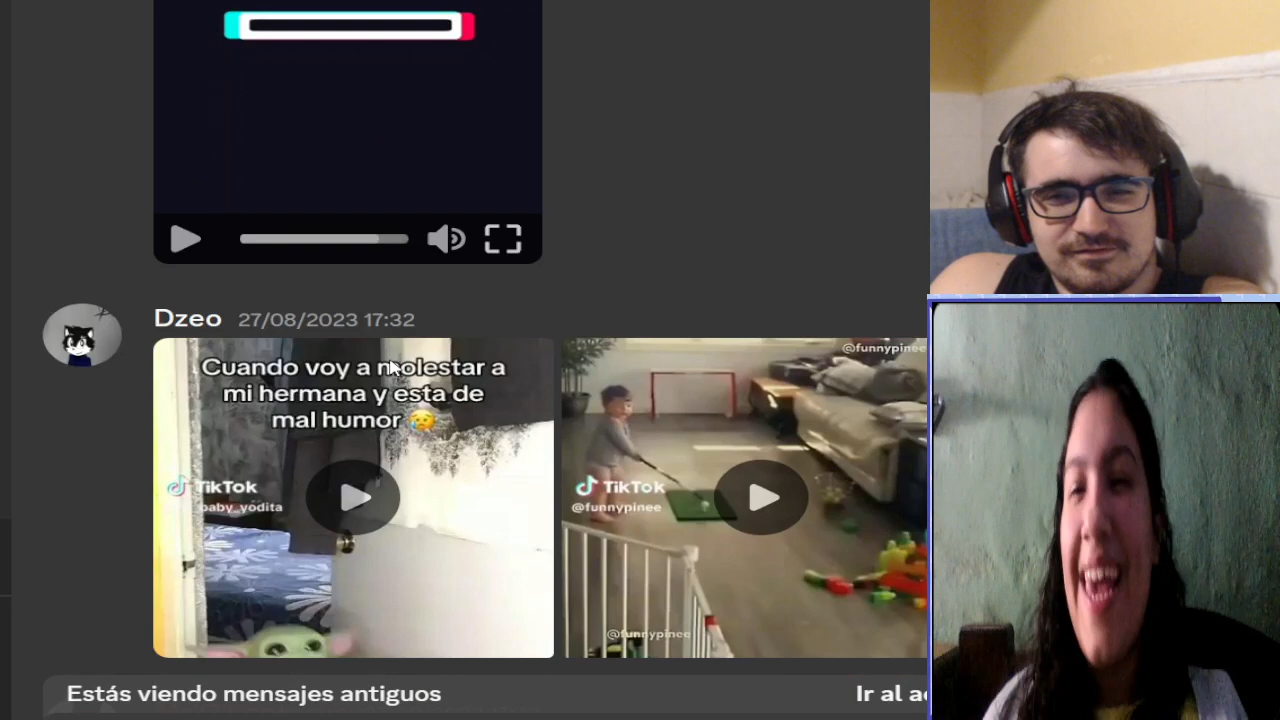 Dzeo 27/08/2023 17:32
Cuando voy a molestar a
mi hermana y esta de
mal humor 😥
TikTok
baby_yodita
@funnypinee
TikTok
@funnypinee
@funnypinee
Estás viendo mensajes antiguos
Ir al